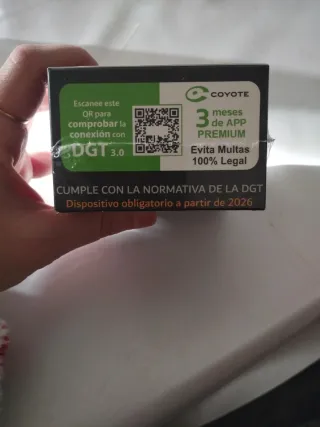 Escanee este
QR para
comprobar la
conexión con
DGT 3.0
COYOTE
3 meses
de APP
PREMIUM
Evita Multas
100% Legal
CUMPLE CON LA NORMATIVA DE LA DGT
Dispositivo obligatorio a partir de 2026